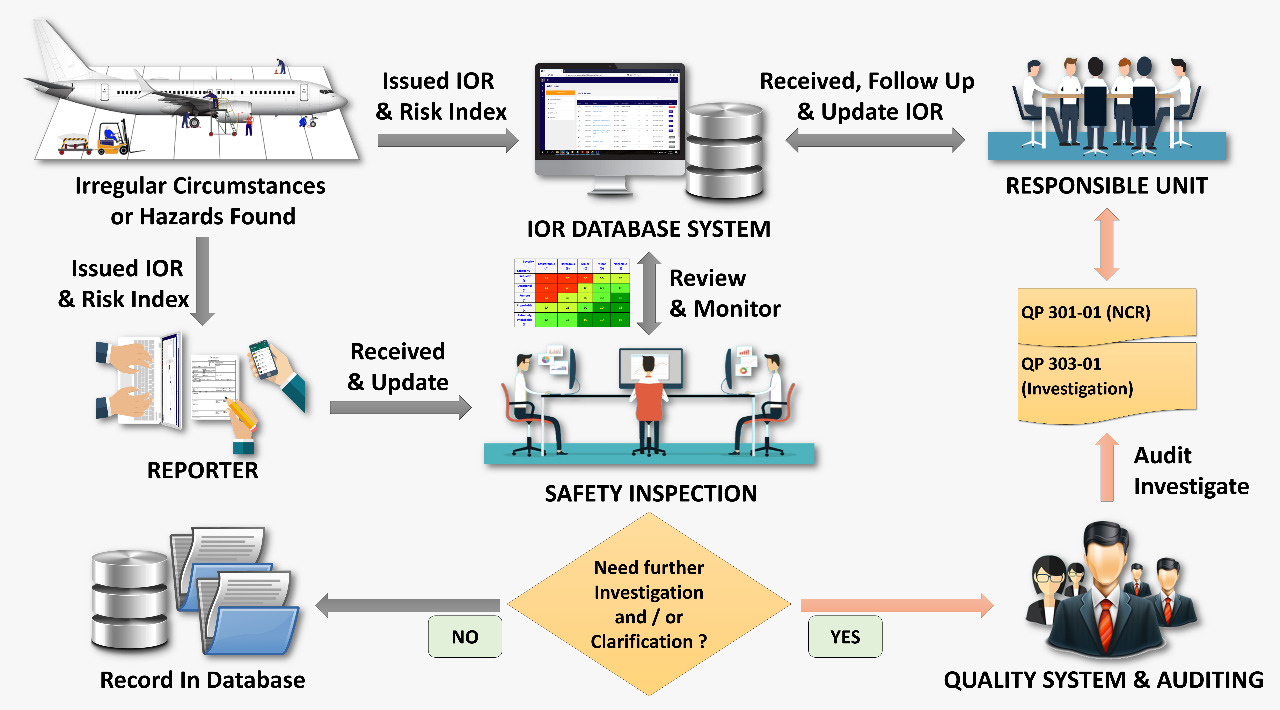 Issued IOR
& Risk Index
Received, Follow Up
& Update IOR
Irregular Circumstances
or Hazards Found
IOR DATABASE SYSTEM
RESPONSIBLE UNIT
Issued IOR
& Risk Index
Review
& Monitor
QP 301-01 (NCR)
QP 303-01
(Investigation)
Received
& Update
REPORTER
SAFETY INSPECTION
Audit
Investigate
Need further
Investigation
and / or
Clarification ?
NO
YES
Record In Database
QUALITY SYSTEM & AUDITING